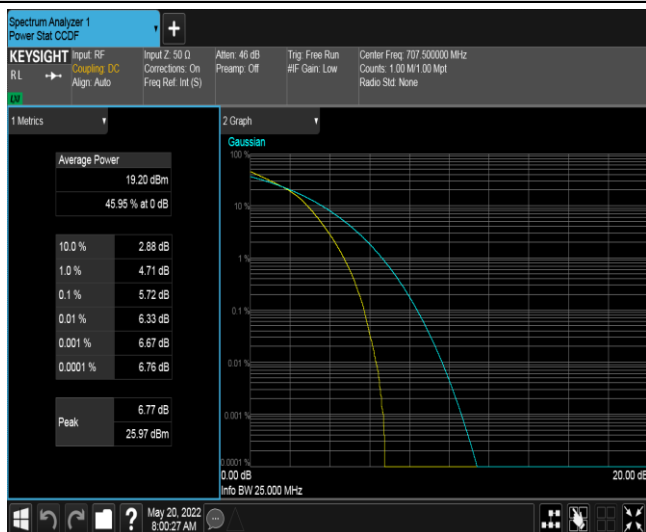 Spectrum Analyzer 1
Power Stat CCDF
+
KEYSIGHT
RL
Input: RF
Coupling: DC
Align: Auto
Input Z: 50 Ω
Corrections: On
Freq Ref: Int (S)
Atten: 46 dB
Preamp: Off
Trig: Free Run
#IF Gain: Low
Center Freq: 707.500000 MHz
Counts: 1.00 M/1.00 Mpt
Radio Std: None
1 Metrics
Average Power
19.20 dBm
45.95 % at 0 dB
10.0 % 2.88 dB
1.0 % 4.71 dB
0.1 % 5.72 dB
0.01 % 6.33 dB
0.001 % 6.67 dB
0.0001 % 6.76 dB
Peak
6.77 dB
25.97 dBm
2 Graph
Gaussian
100 %
10 %
1 %
0.1 %
0.01 %
0.001 %
0.0001 %
0.00 dB 20.00 dB
Info BW 25.000 MHz
?
May 20, 2022
8:00:27 AM